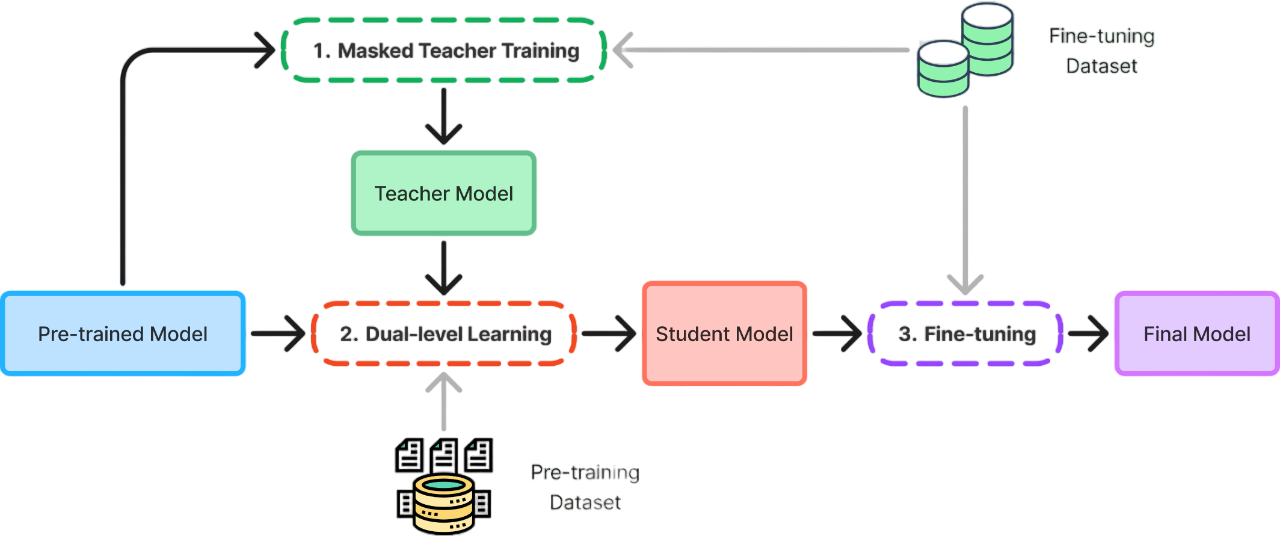 1. Masked Teacher Training
Fine-tuning
Dataset
Teacher Model
Pre-trained Model
2. Dual-level Learning
Student Model
3. Fine-tuning
Final Model
Pre-training
Dataset